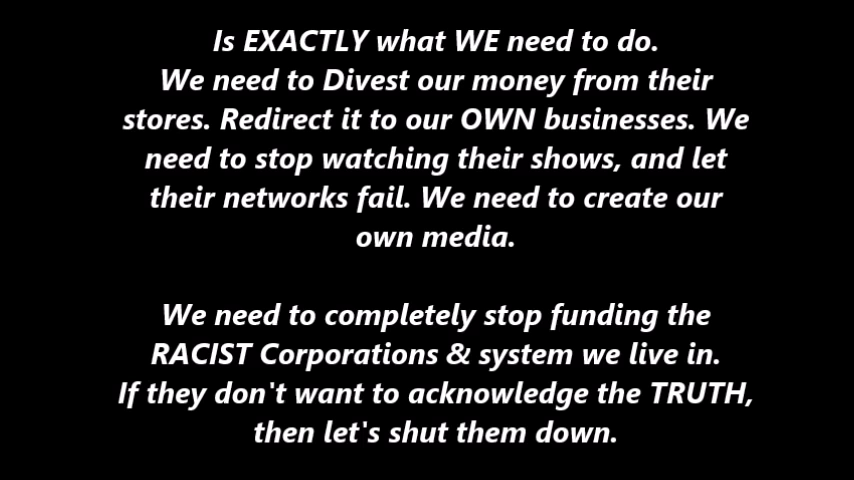 Is EXACTLY what WE need to do.
We need to Divest our money from their
stores. Redirect it to our OWN businesses. We
need to stop watching their shows, and let
their networks fail. We need to create our
own media.
We need to completely stop funding the
RACIST Corporations & system we live in.
If they don't want to acknowledge the TRUTH,
then let's shut them down.